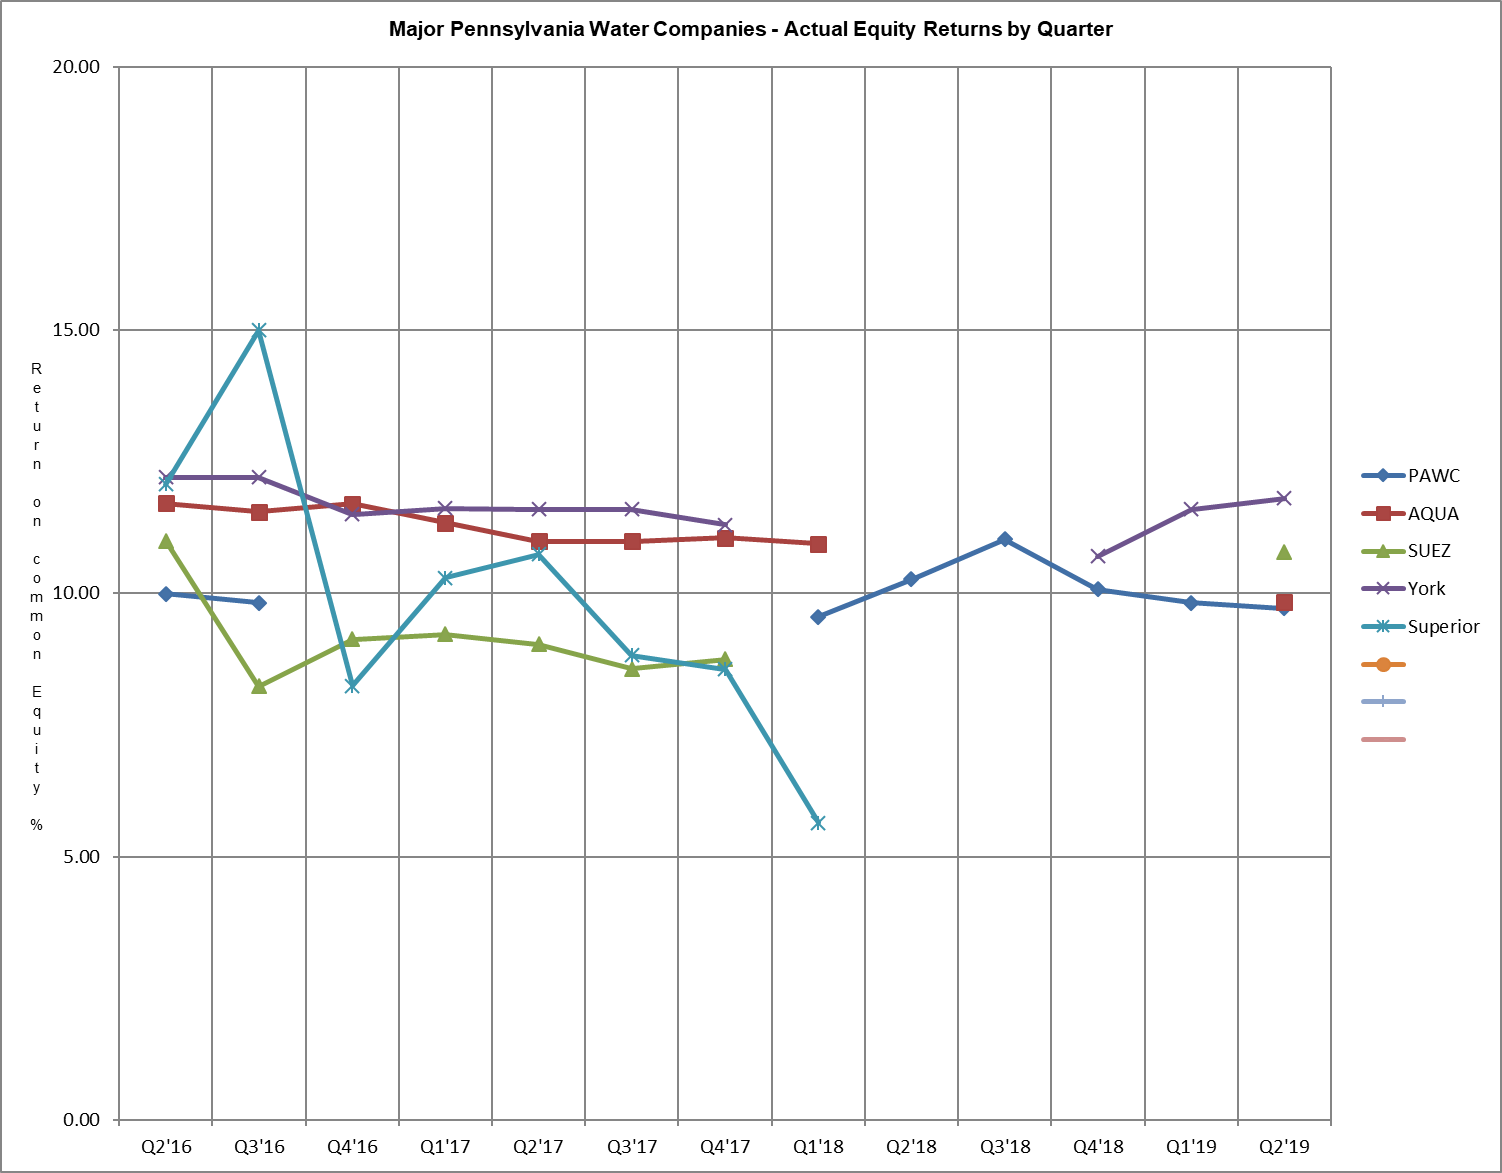 Major Pennsylvania Water Companies - Actual Equity Returns by Quarter
20.00
15.00
10.00
5.00
0.00
Return on common Equity %
Q2'16 Q3'16 Q4'16 Q1'17 Q2'17 Q3'17 Q4'17 Q1'18 Q2'18 Q3'18 Q4'18 Q1'19 Q2'19
PAWC
AQUA
SUEZ
York
Superior